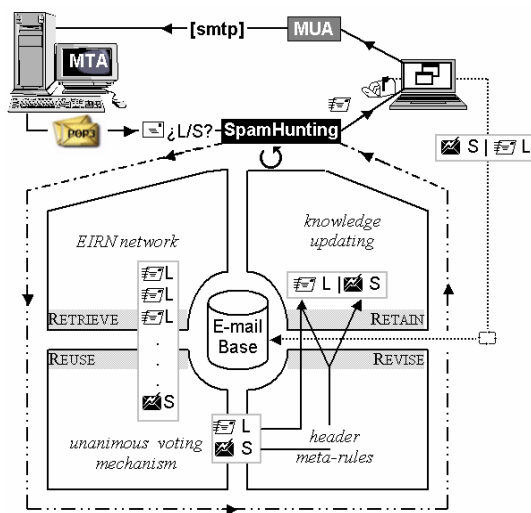 [smtp]
MUA
MTA
POP3
¿L/S?
SpamHunting
S | L
EIRN network
knowledge
updating
L
L
L
L | S
RETRIEVE
RETAIN
E-mail
Base
REUSE
REVISE
.
.
.
.
S
L
S
unanimous voting
mechanism
header
meta-rules